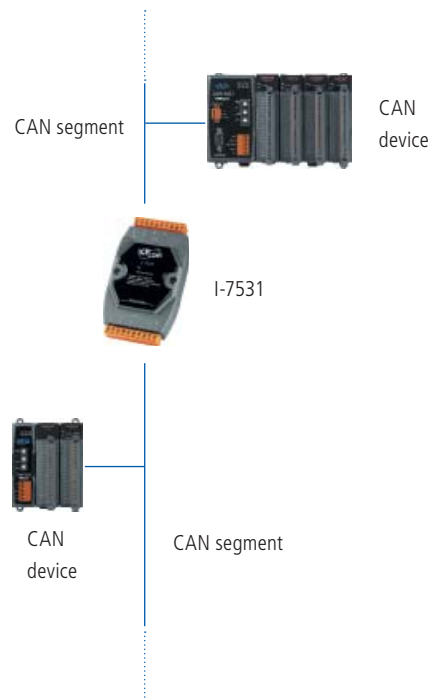 CAN segment
CAN
device
I-7531
CAN
device
CAN segment